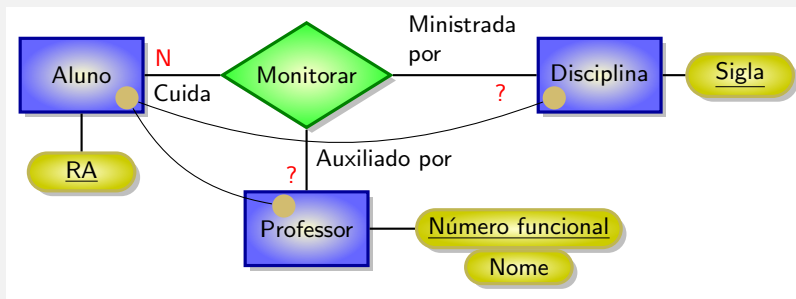 Ministrada
por
N
Aluno
Monitorar
Disciplina
Sigla
Cuida
?
Auxiliado por
RA
?
Número funcional
Professor
Nome